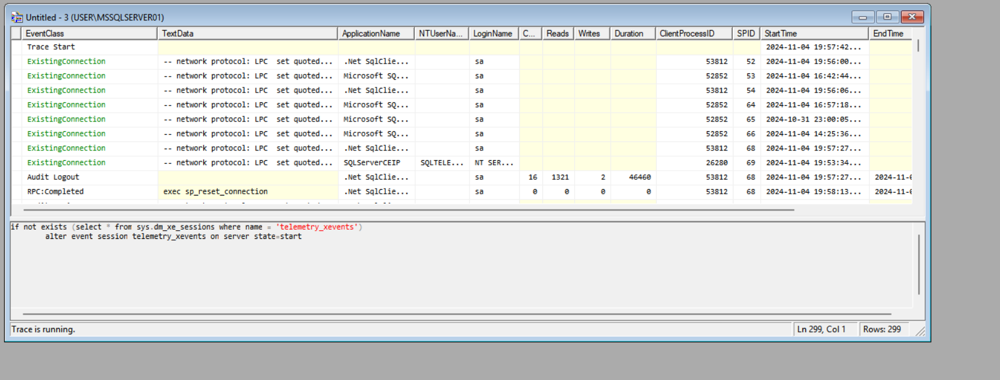 Untitled - 3 (USER\MSSQLSERVER01)
EventClass TextData ApplicationName NTUserNa... LoginName C... Reads Writes Duration ClientProcessID SPID StartTime EndTime
Trace Start 2024-11-04 19:57:42...
ExistingConnection -- network protocol: LPC set quoted... .Net SqlClie... sa 53812 52 2024-11-04 19:56:00...
ExistingConnection -- network protocol: LPC set quoted... Microsoft SQ... sa 52852 53 2024-11-04 16:42:44...
ExistingConnection -- network protocol: LPC set quoted... .Net SqlClie... sa 53812 54 2024-11-04 19:56:06...
ExistingConnection -- network protocol: LPC set quoted... Microsoft SQ... sa 52852 64 2024-11-04 16:57:18...
ExistingConnection -- network protocol: LPC set quoted... Microsoft SQ... sa 52852 65 2024-10-31 23:00:05...
ExistingConnection -- network protocol: LPC set quoted... Microsoft SQ... sa 52852 66 2024-11-04 14:25:36...
ExistingConnection -- network protocol: LPC set quoted... .Net SqlClie... sa 53812 68 2024-11-04 19:57:27...
ExistingConnection -- network protocol: LPC set quoted... SQLServerCEIP SQLTELE... NT SER... 26280 69 2024-11-04 19:53:34...
Audit Logout .Net SqlClie... sa 16 1321 2 46460 53812 68 2024-11-04 19:57:27... 2024-11-
RPC:Completed exec sp_reset_connection .Net SqlClie... sa 0 0 0 0 53812 68 2024-11-04 19:58:13... 2024-11-
if not exists (select * from sys.dm_xe_sessions where name = 'telemetry_xevents')
alter event session telemetry_xevents on server state=start
Trace is running.
Ln 299, Col 1 Rows: 299